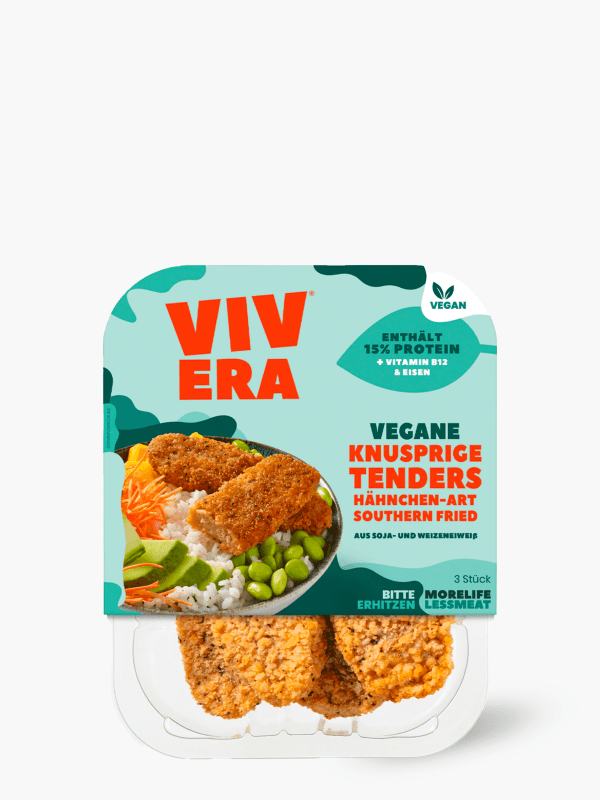 VIV®
ERA
VEGAN
ENTHÄLT
15% PROTEIN
+ VITAMIN B12
& EISEN
VEGANE
KNUSPRIGE
TENDERS
HÄHNCHEN-ART
SOUTHERN FRIED
AUS SOJA- UND WEIZENEIWEIß
3 Stück
BITTE
ERHITZEN
MORELIFE
LESSMEAT